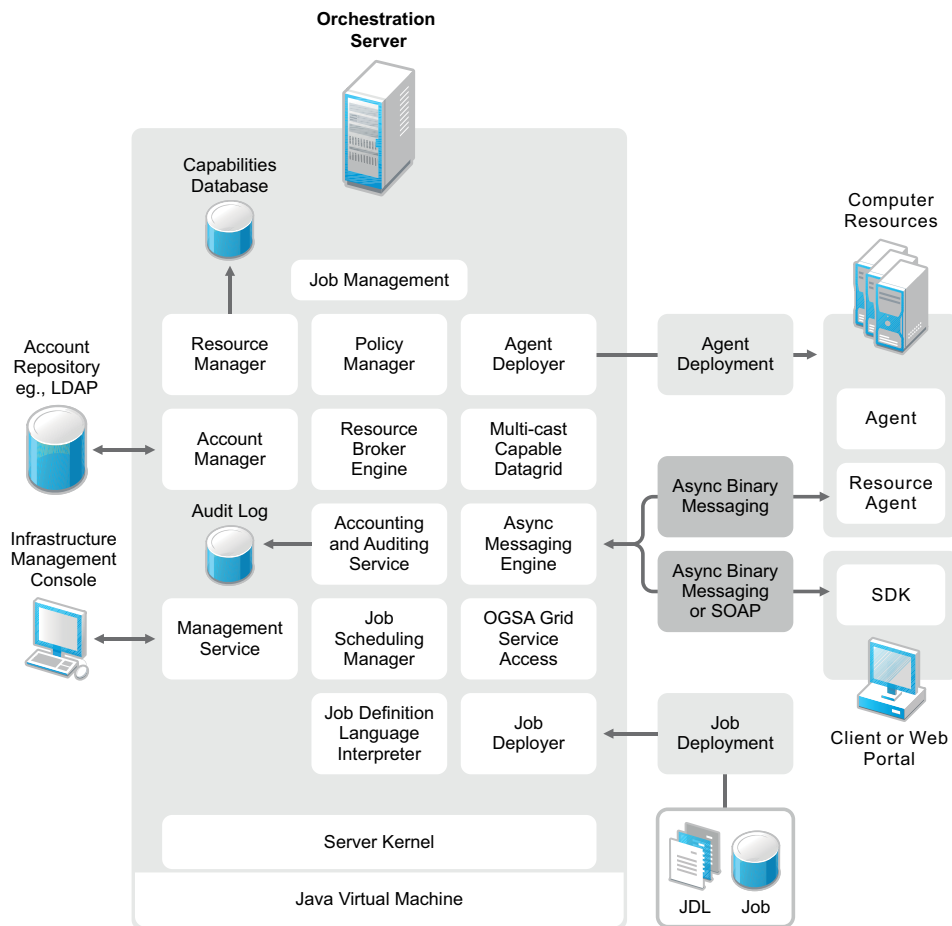 Orchestration
Server
Capabilities
Database
Computer
Resources
Job Management
Account
Repository
eg., LDAP
Resource
Manager
Policy
Manager
Agent
Deployer
Agent
Deployment
Agent
Account
Manager
Resource
Broker
Engine
Multi-cast
Capable
Datagrid
Async Binary
Messaging
Resource
Agent
Infrastructure
Management
Console
Audit Log
Accounting
and Auditing
Service
Async
Messaging
Engine
Async Binary
Messaging
or SOAP
SDK
Management
Service
Job
Scheduling
Manager
OGSA Grid
Service
Access
Job Definition
Language
Interpreter
Job
Deployer
Job
Deployment
Client or Web
Portal
Server Kernel
Java Virtual Machine
JDL
Job